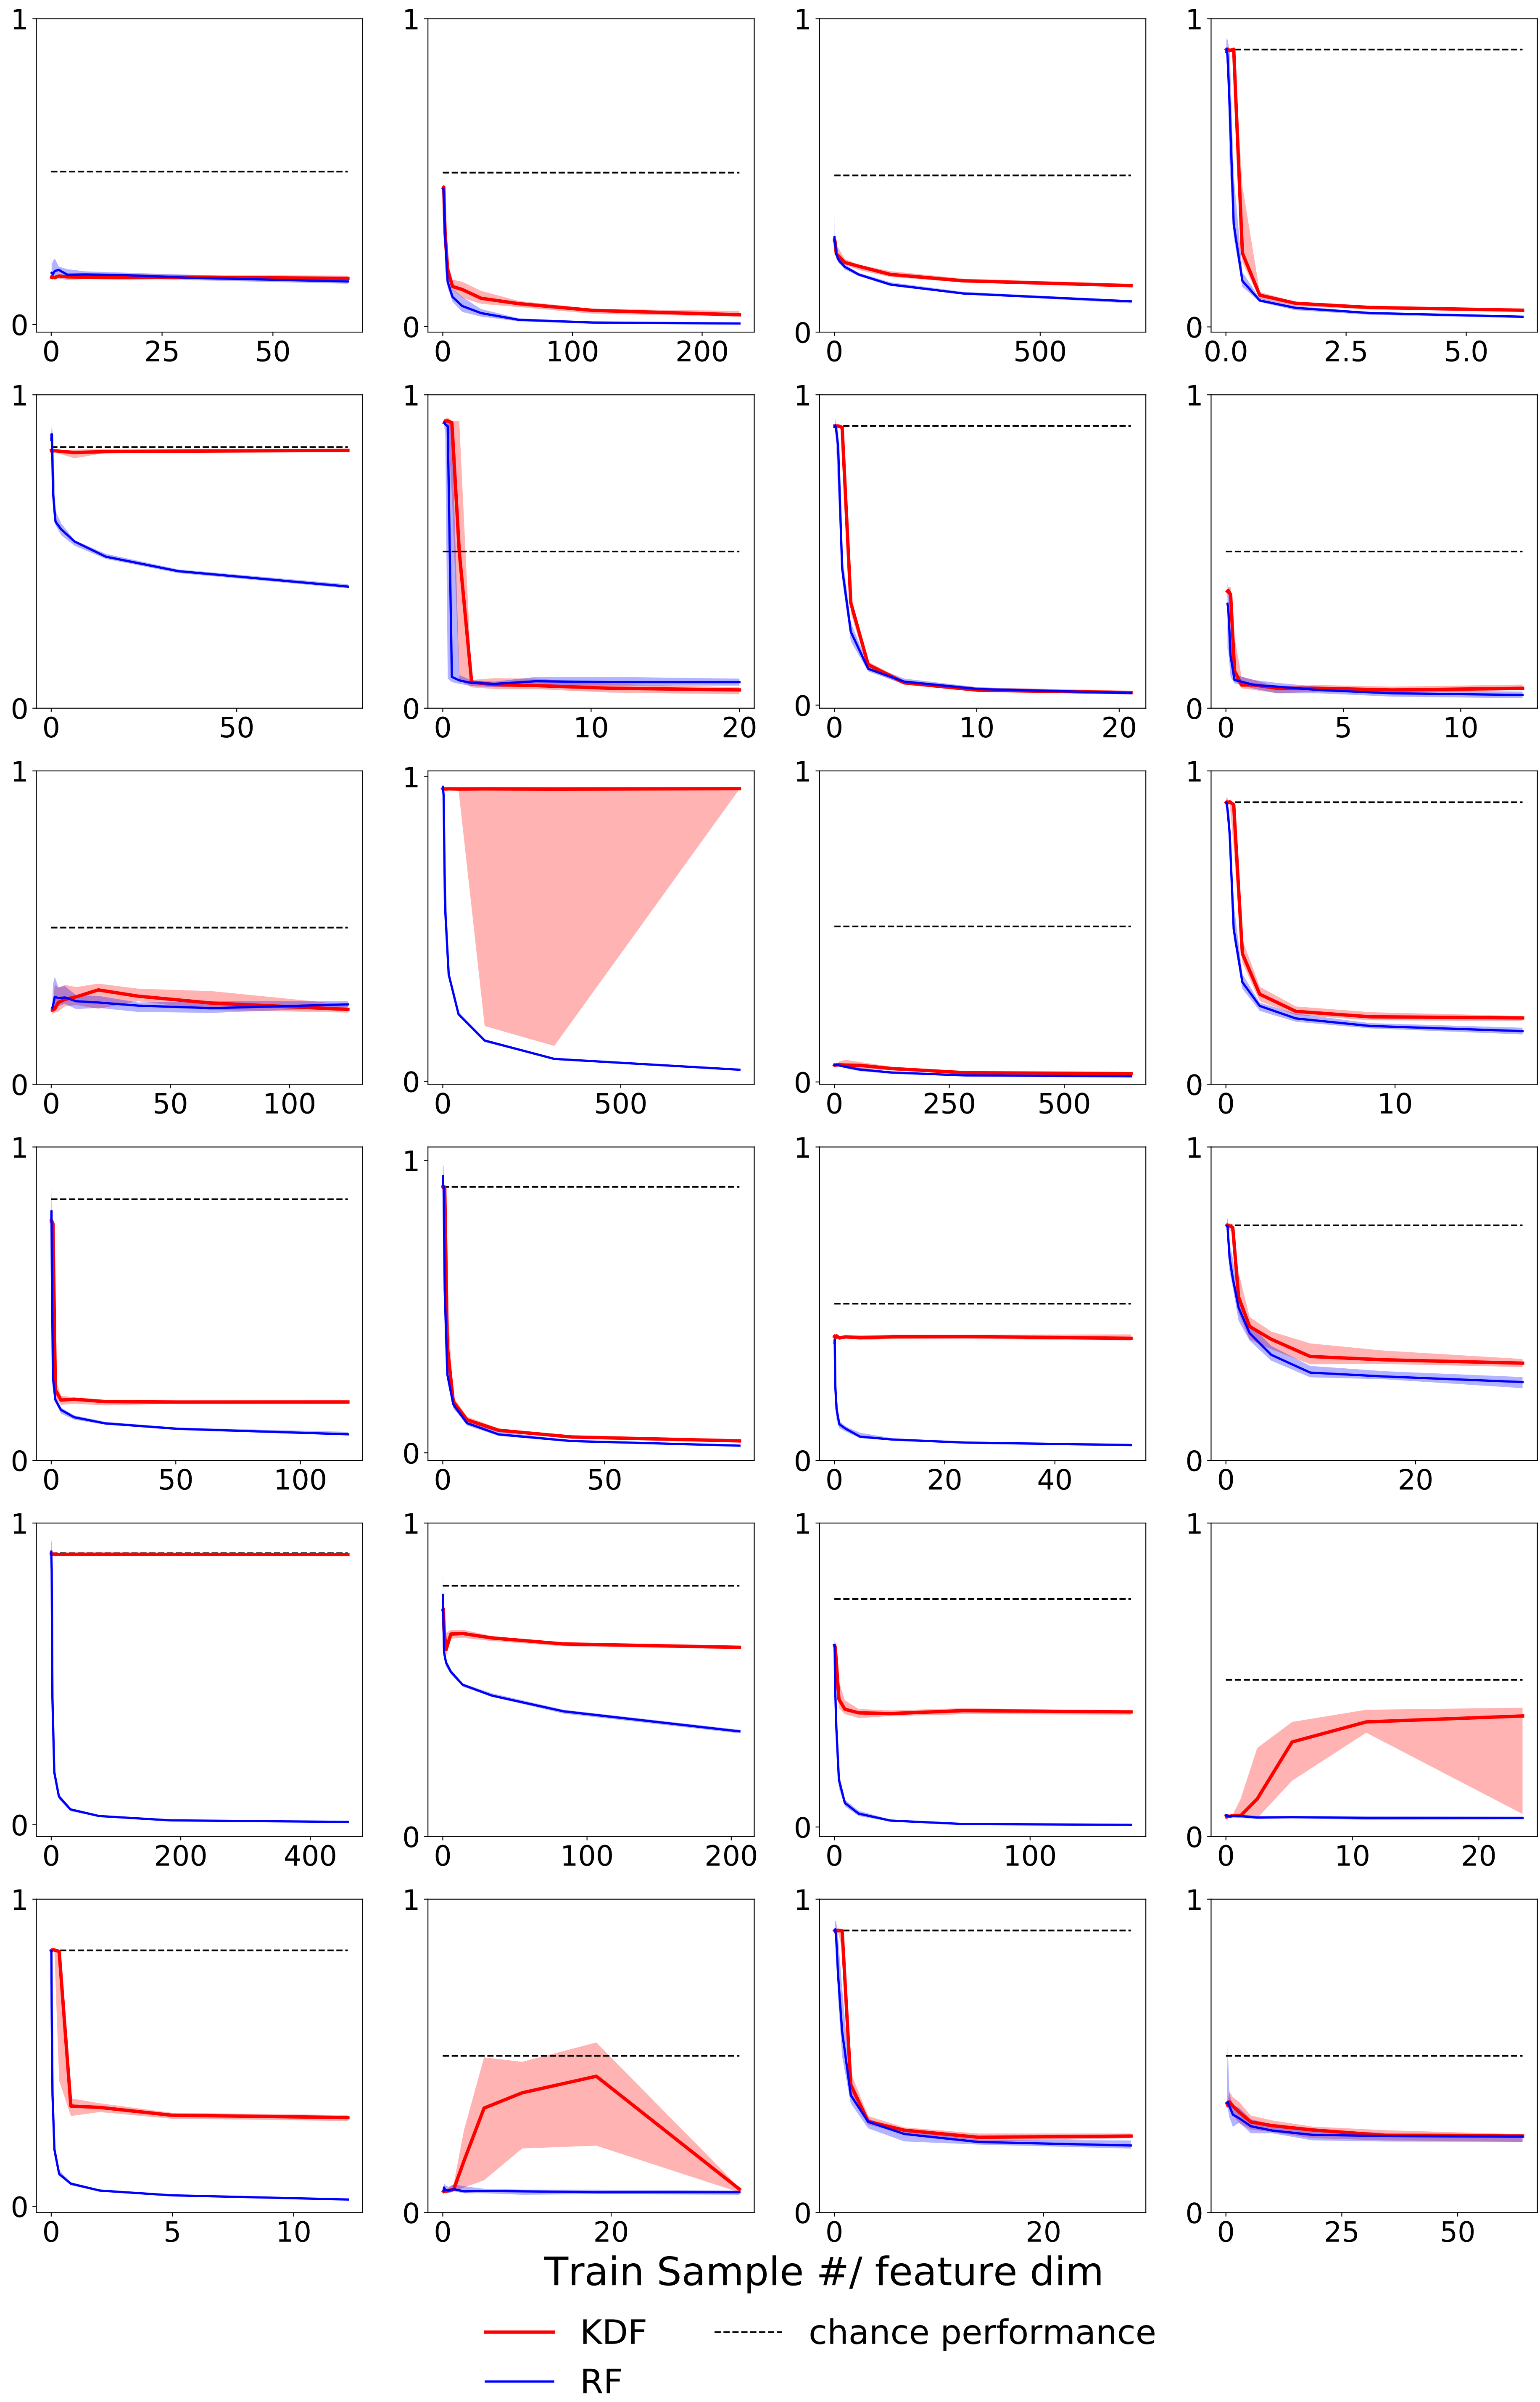 1 1 1 1
0 0 0 0
0 25 50 0 100 200 0 500 0.0 2.5 5.0
1 1 1 1
0 0 0 0
0 50 0 10 20 0 10 20 0 5 10
1 1 1 1
0 0 0 0
0 50 100 0 500 0 250 500 0 10
1 1 1 1
0 0 0 0
0 50 100 0 50 0 20 40 0 20
1 1 1 1
0 0 0 0
0 200 400 0 100 200 0 100 0 10 20
1 1 1 1
0 0 0 0
0 5 10 0 20 0 20 0 25 50
Train Sample #/ feature dim
KDF chance performance
RF